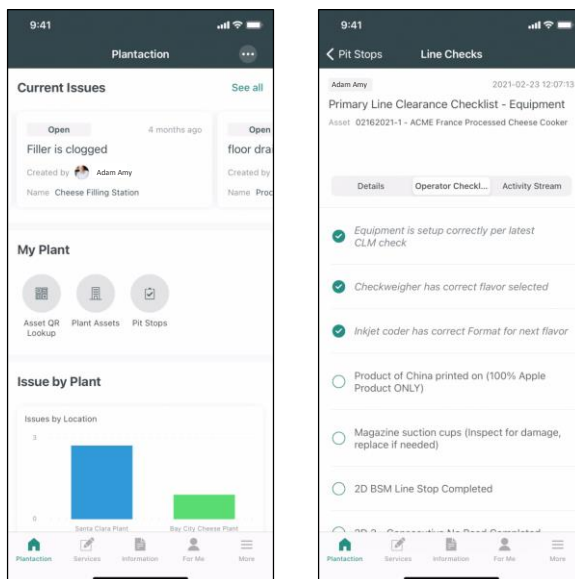 9:41
Plantaction
Current Issues
See all
Open
4 months ago
Filler is clogged
Created by Adam Amy
Name Cheese Filling Station
Open
floor dra
Created by
Name Proc
My Plant
Asset QR
Lookup
Plant Assets
Pit Stops
Issue by Plant
Issues by Location
3
0
Santa Clara Plant
Bay City Cheese Plant
Plantaction
Services
Information
For Me
More
9:41
Pit Stops
Line Checks
Adam Amy
2021-02-23 12:07:13
Primary Line Clearance Checklist - Equipment
Asset 02162021-1 - ACME France Processed Cheese Cooker
Details
Operator Checkl...
Activity Stream
Equipment is setup correctly per latest
CLM check
Checkweigher has correct flavor selected
Inkjet coder has correct Format for next flavor
Product of China printed on (100% Apple
Product ONLY)
Magazine suction cups (Inspect for damage,
replace if needed)
2D BSM Line Stop Completed
Plantaction
Services
Information
For Me
More